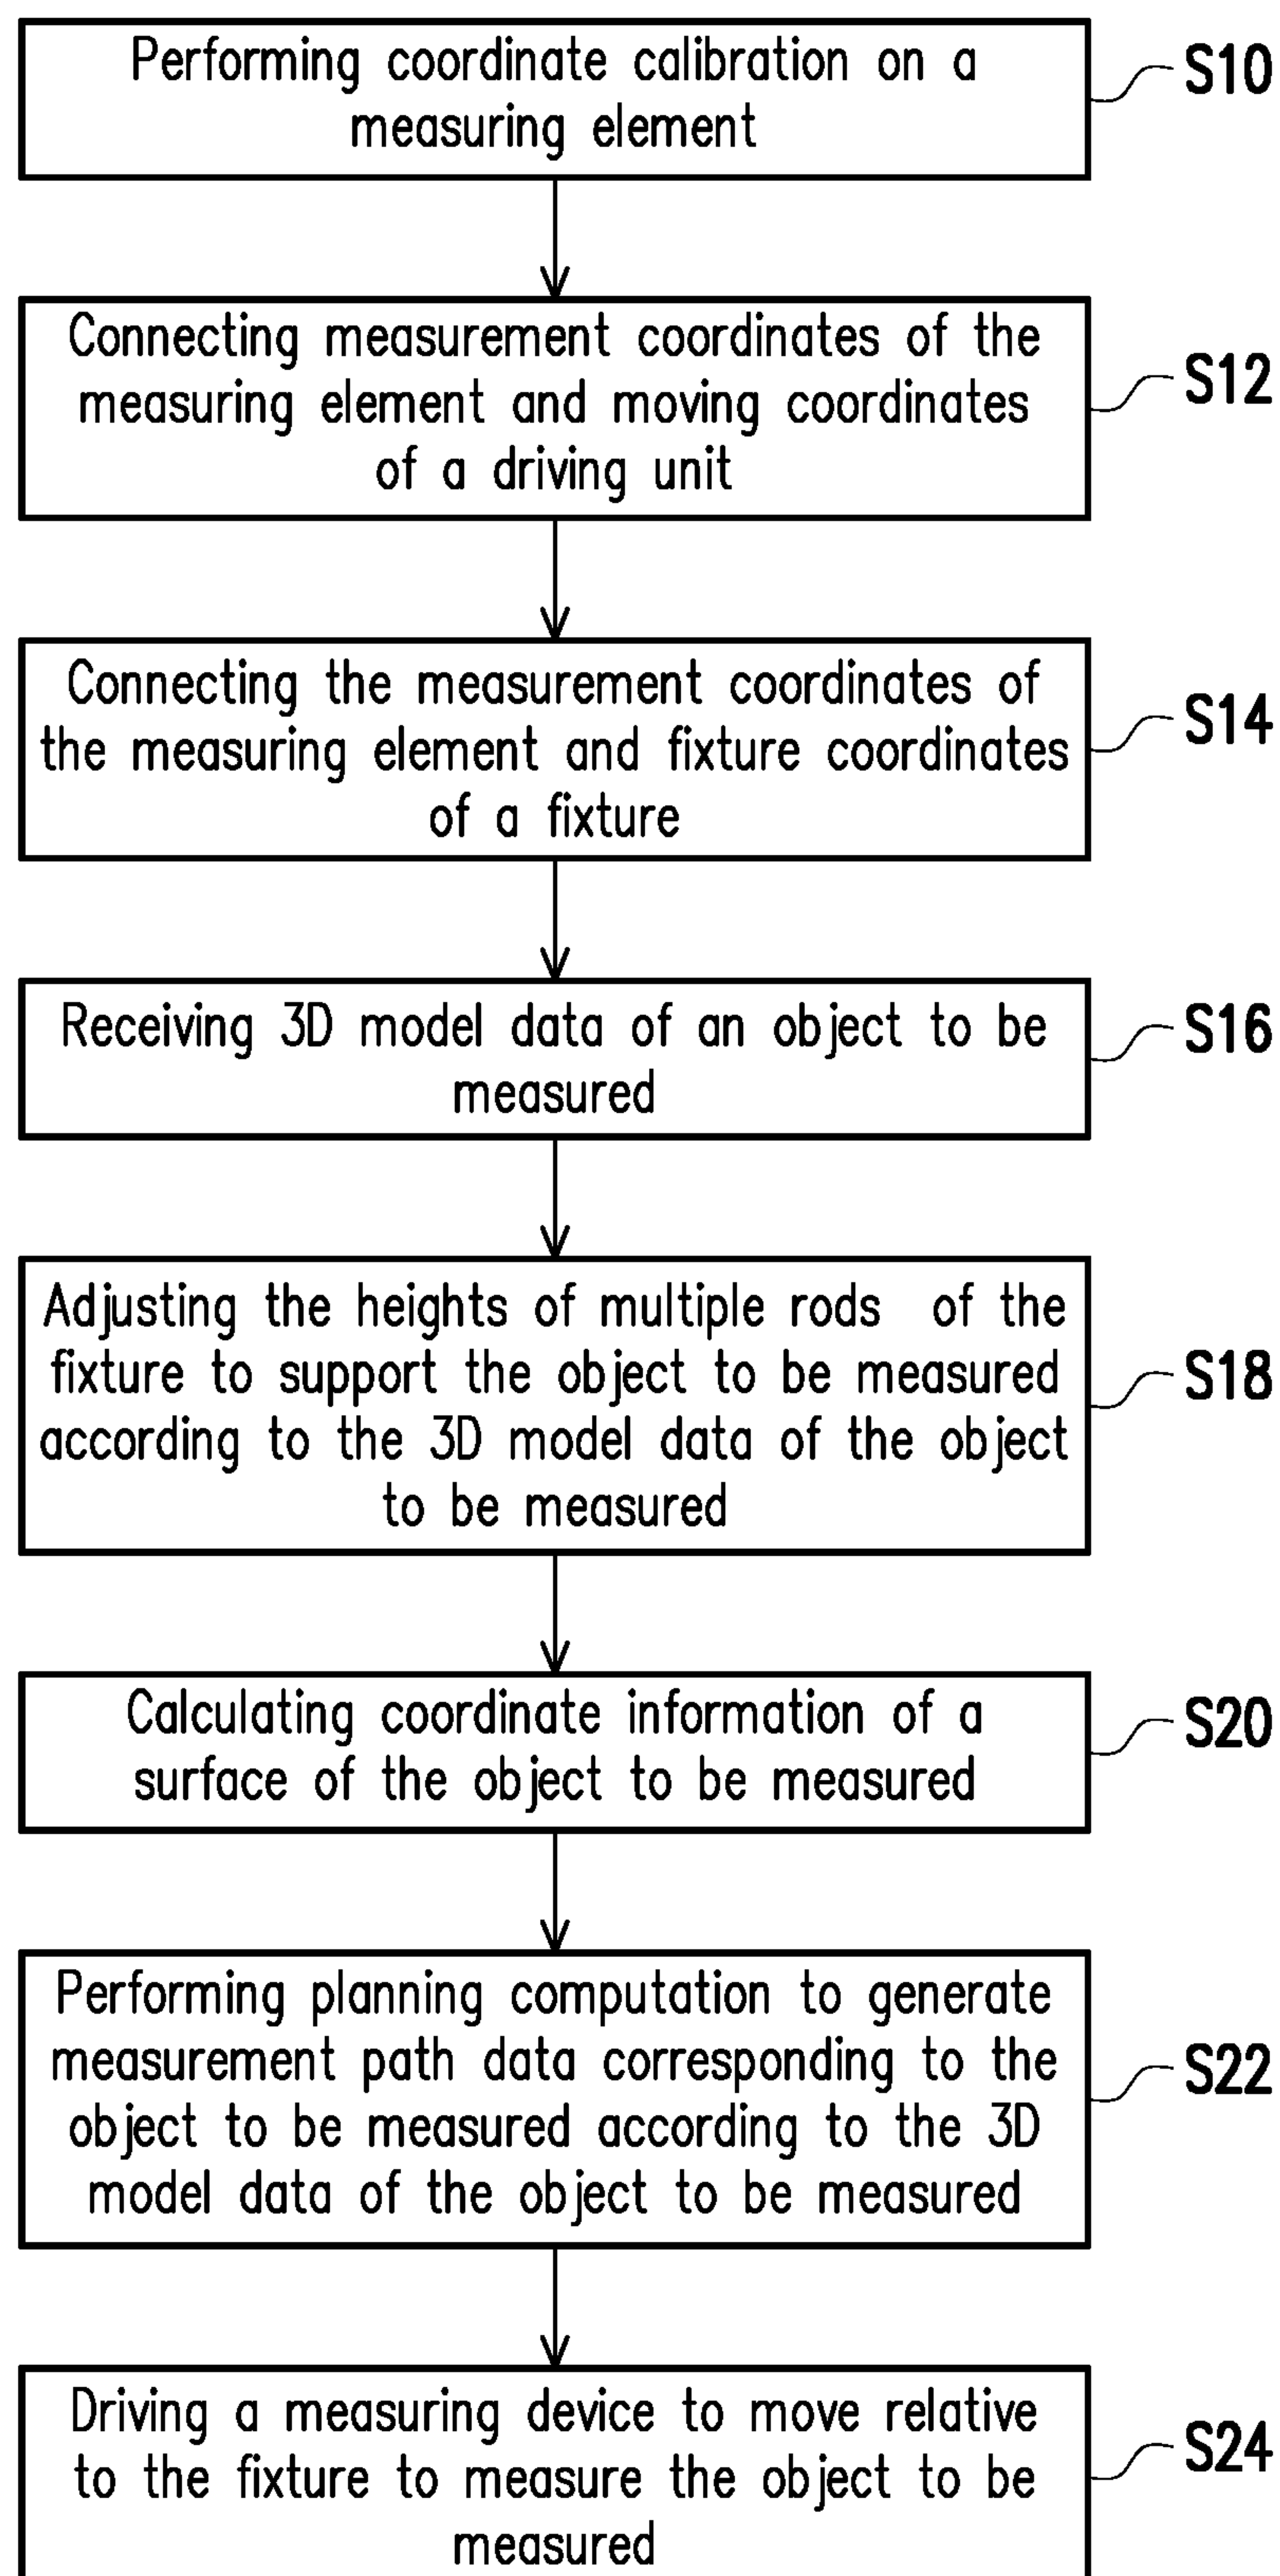 Performing coordinate calibration on a
measuring element
S10
Connecting measurement coordinates of the
measuring element and moving coordinates
of a driving unit
S12
Connecting the measurement coordinates of
the measuring element and fixture coordinates
of a fixture
S14
Receiving 3D model data of an object to be
measured
S16
Adjusting the heights of multiple rods of the
fixture to support the object to be measured
according to the 3D model data of the object
to be measured
S18
Calculating coordinate information of a
surface of the object to be measured
S20
Performing planning computation to generate
measurement path data corresponding to the
object to be measured according to the 3D
model data of the object to be measured
S22
Driving a measuring device to move relative
to the fixture to measure the object to be
measured
S24